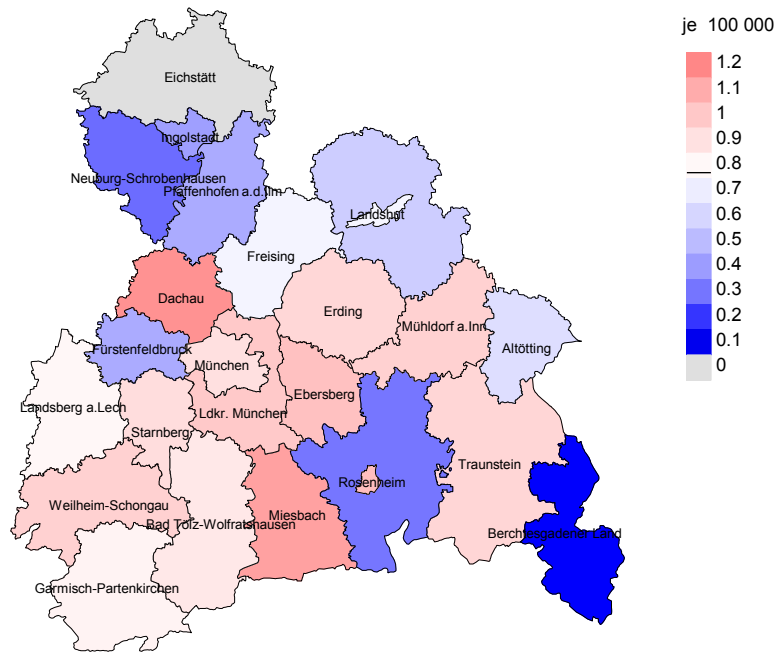 je 100 000
Eichstätt
1.2
1.1
1
0.9
0.8
0.7
0.6
0.5
0.4
0.3
0.2
0.1
0
Ingolstadt
Neuburg-Schrobenhausen
Pfaffenhofen a.d.Ilm
Landshut
Freising
Dachau
Erding
Mühldorf a.Inn
Altötting
Fürstenfeldbruck
München
Ebersberg
Landsberg a.Lech
Ldkr. München
Starnberg
Traunstein
Rosenheim
Weilheim-Schongau
Miesbach
Bad Tölz-Wolfratshausen
Berchtesgadener Land
Garmisch-Partenkirchen